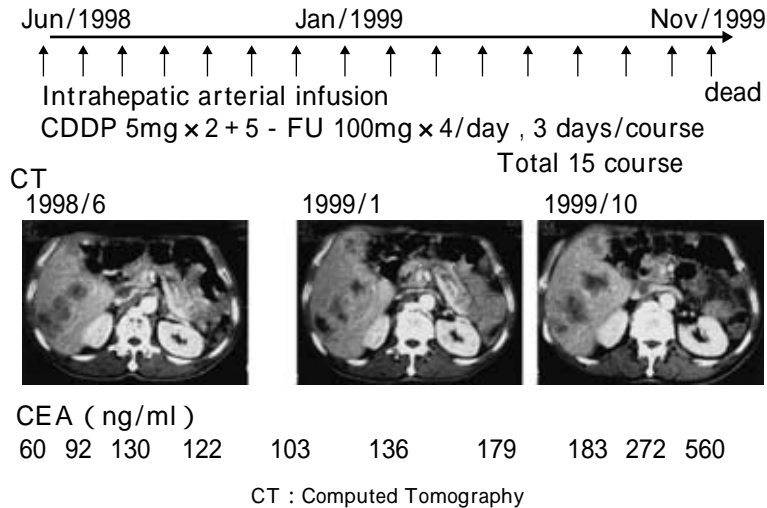 Jun/1998 Jan/1999 Nov/1999
Intrahepatic arterial infusion dead
CDDP 5mg × 2 + 5 - FU 100mg × 4/day , 3 days/course
Total 15 course
CT
1998/6 1999/1 1999/10
CEA ( ng/ml )
60 92 130 122 103 136 179 183 272 560
CT : Computed Tomography